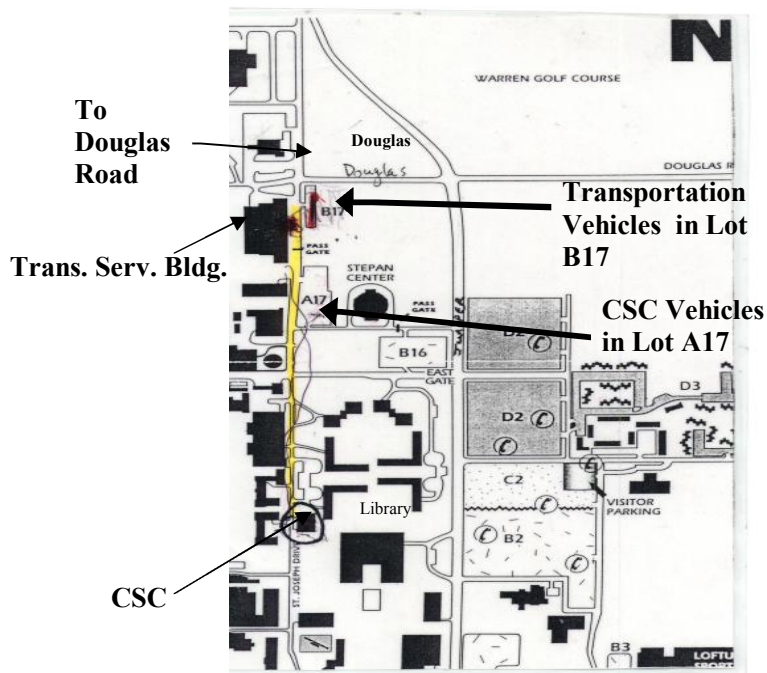 N
WARREN GOLF COURSE
To
Douglas
Road
Douglas
Douglas
DOUGLAS R
Transportation
Vehicles in Lot
B17
B17
Trans. Serv. Bldg.
PASS
GATE
STEPAN
CENTER
A17
PASS
GATE
JUNIPER
CSC Vehicles
in Lot A17
D2
B16
EAST
GATE
D3
D2
C2
VISITOR
PARKING
Library
B2
CSC
ST. JOSEPH DRIVE
B3
LOFTU
SPORT